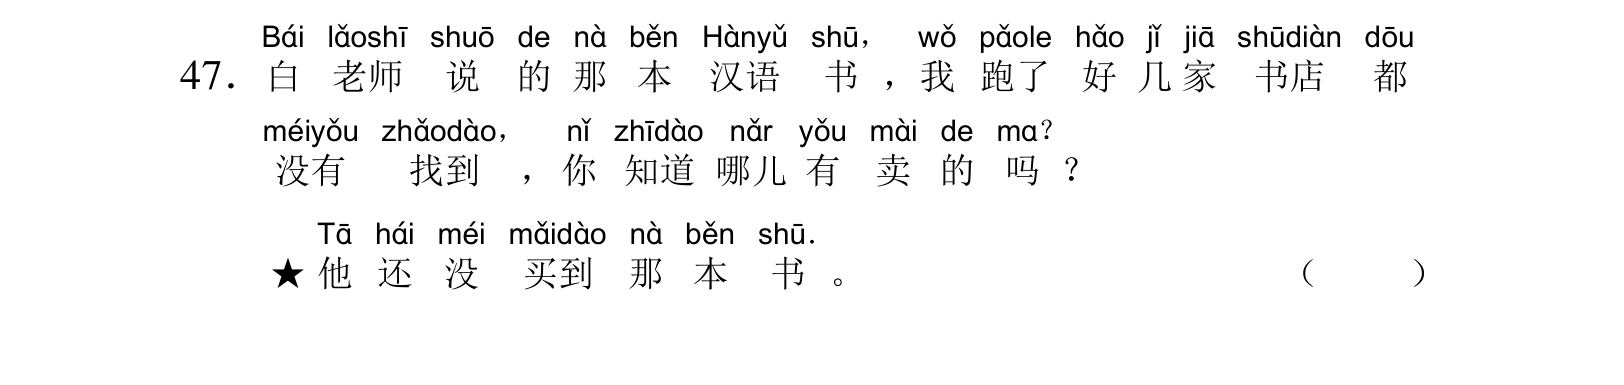 Bái lǎoshī shuō de nà běn Hànyǔ shū, wǒ pǎole hǎo jǐ jiā shūdiàn dōu
47. 白 老师 说 的 那 本 汉语 书 ，我 跑了 好 几 家 书店 都
méiyǒu zhǎodào, nǐ zhīdào nǎr yǒu mài de ma?
没有 找到 ，你 知道 哪儿 有 卖 的 吗 ？
Tā hái méi mǎidào nà běn shū.
★ 他 还 没 买到 那 本 书 。 （ ）